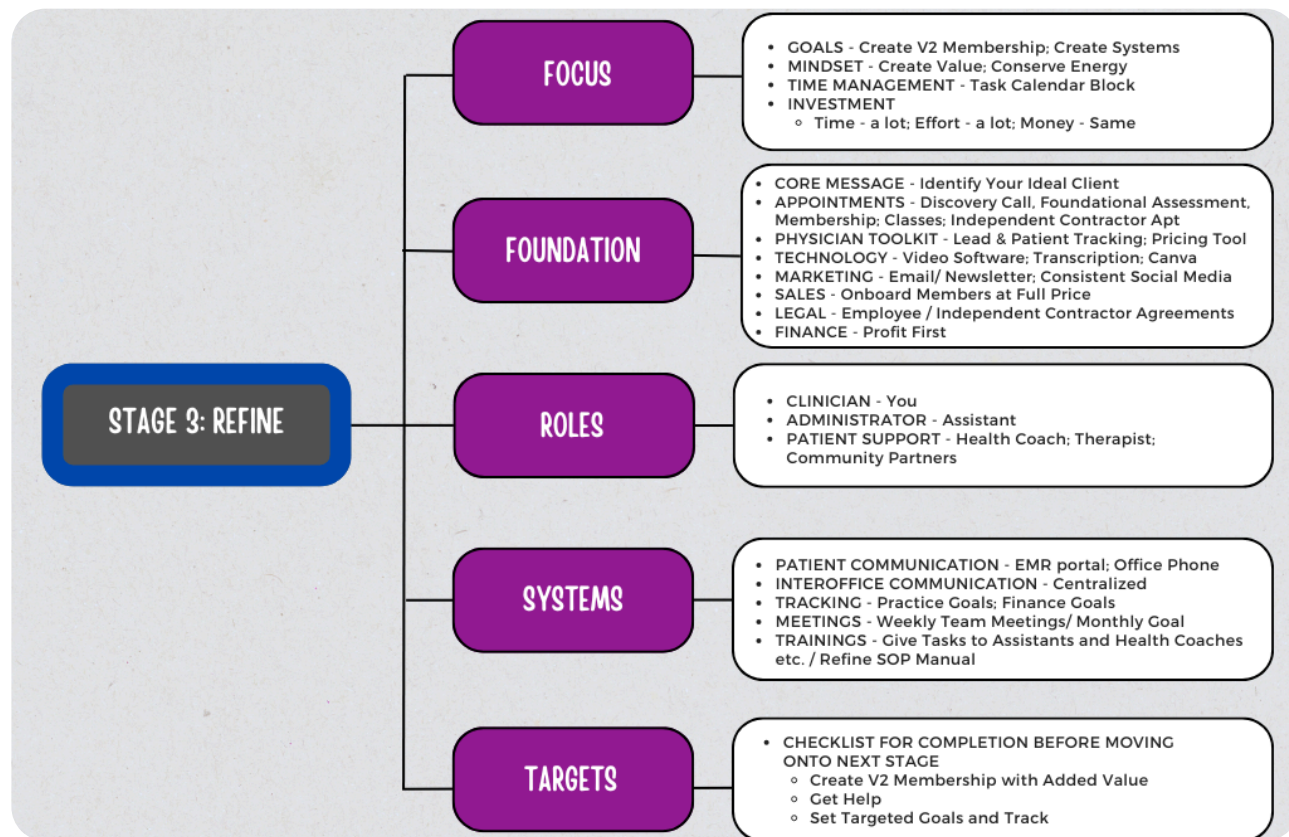 STAGE 3: REFINE
FOCUS
• GOALS - Create V2 Membership; Create Systems
• MINDSET - Create Value; Conserve Energy
• TIME MANAGEMENT - Task Calendar Block
• INVESTMENT
◦ Time - a lot; Effort - a lot; Money - Same
FOUNDATION
• CORE MESSAGE - Identify Your Ideal Client
• APPOINTMENTS - Discovery Call, Foundational Assessment,
Membership; Classes; Independent Contractor Apt
• PHYSICIAN TOOLKIT - Lead & Patient Tracking; Pricing Tool
• TECHNOLOGY - Video Software; Transcription; Canva
• MARKETING - Email/ Newsletter; Consistent Social Media
• SALES - Onboard Members at Full Price
• LEGAL - Employee / Independent Contractor Agreements
• FINANCE - Profit First
ROLES
• CLINICIAN - You
• ADMINISTRATOR - Assistant
• PATIENT SUPPORT - Health Coach; Therapist;
Community Partners
SYSTEMS
• PATIENT COMMUNICATION - EMR portal; Office Phone
• INTEROFFICE COMMUNICATION - Centralized
• TRACKING - Practice Goals; Finance Goals
• MEETINGS - Weekly Team Meetings/ Monthly Goal
• TRAININGS - Give Tasks to Assistants and Health Coaches
etc. / Refine SOP Manual
TARGETS
• CHECKLIST FOR COMPLETION BEFORE MOVING
ONTO NEXT STAGE
◦ Create V2 Membership with Added Value
◦ Get Help
◦ Set Targeted Goals and Track